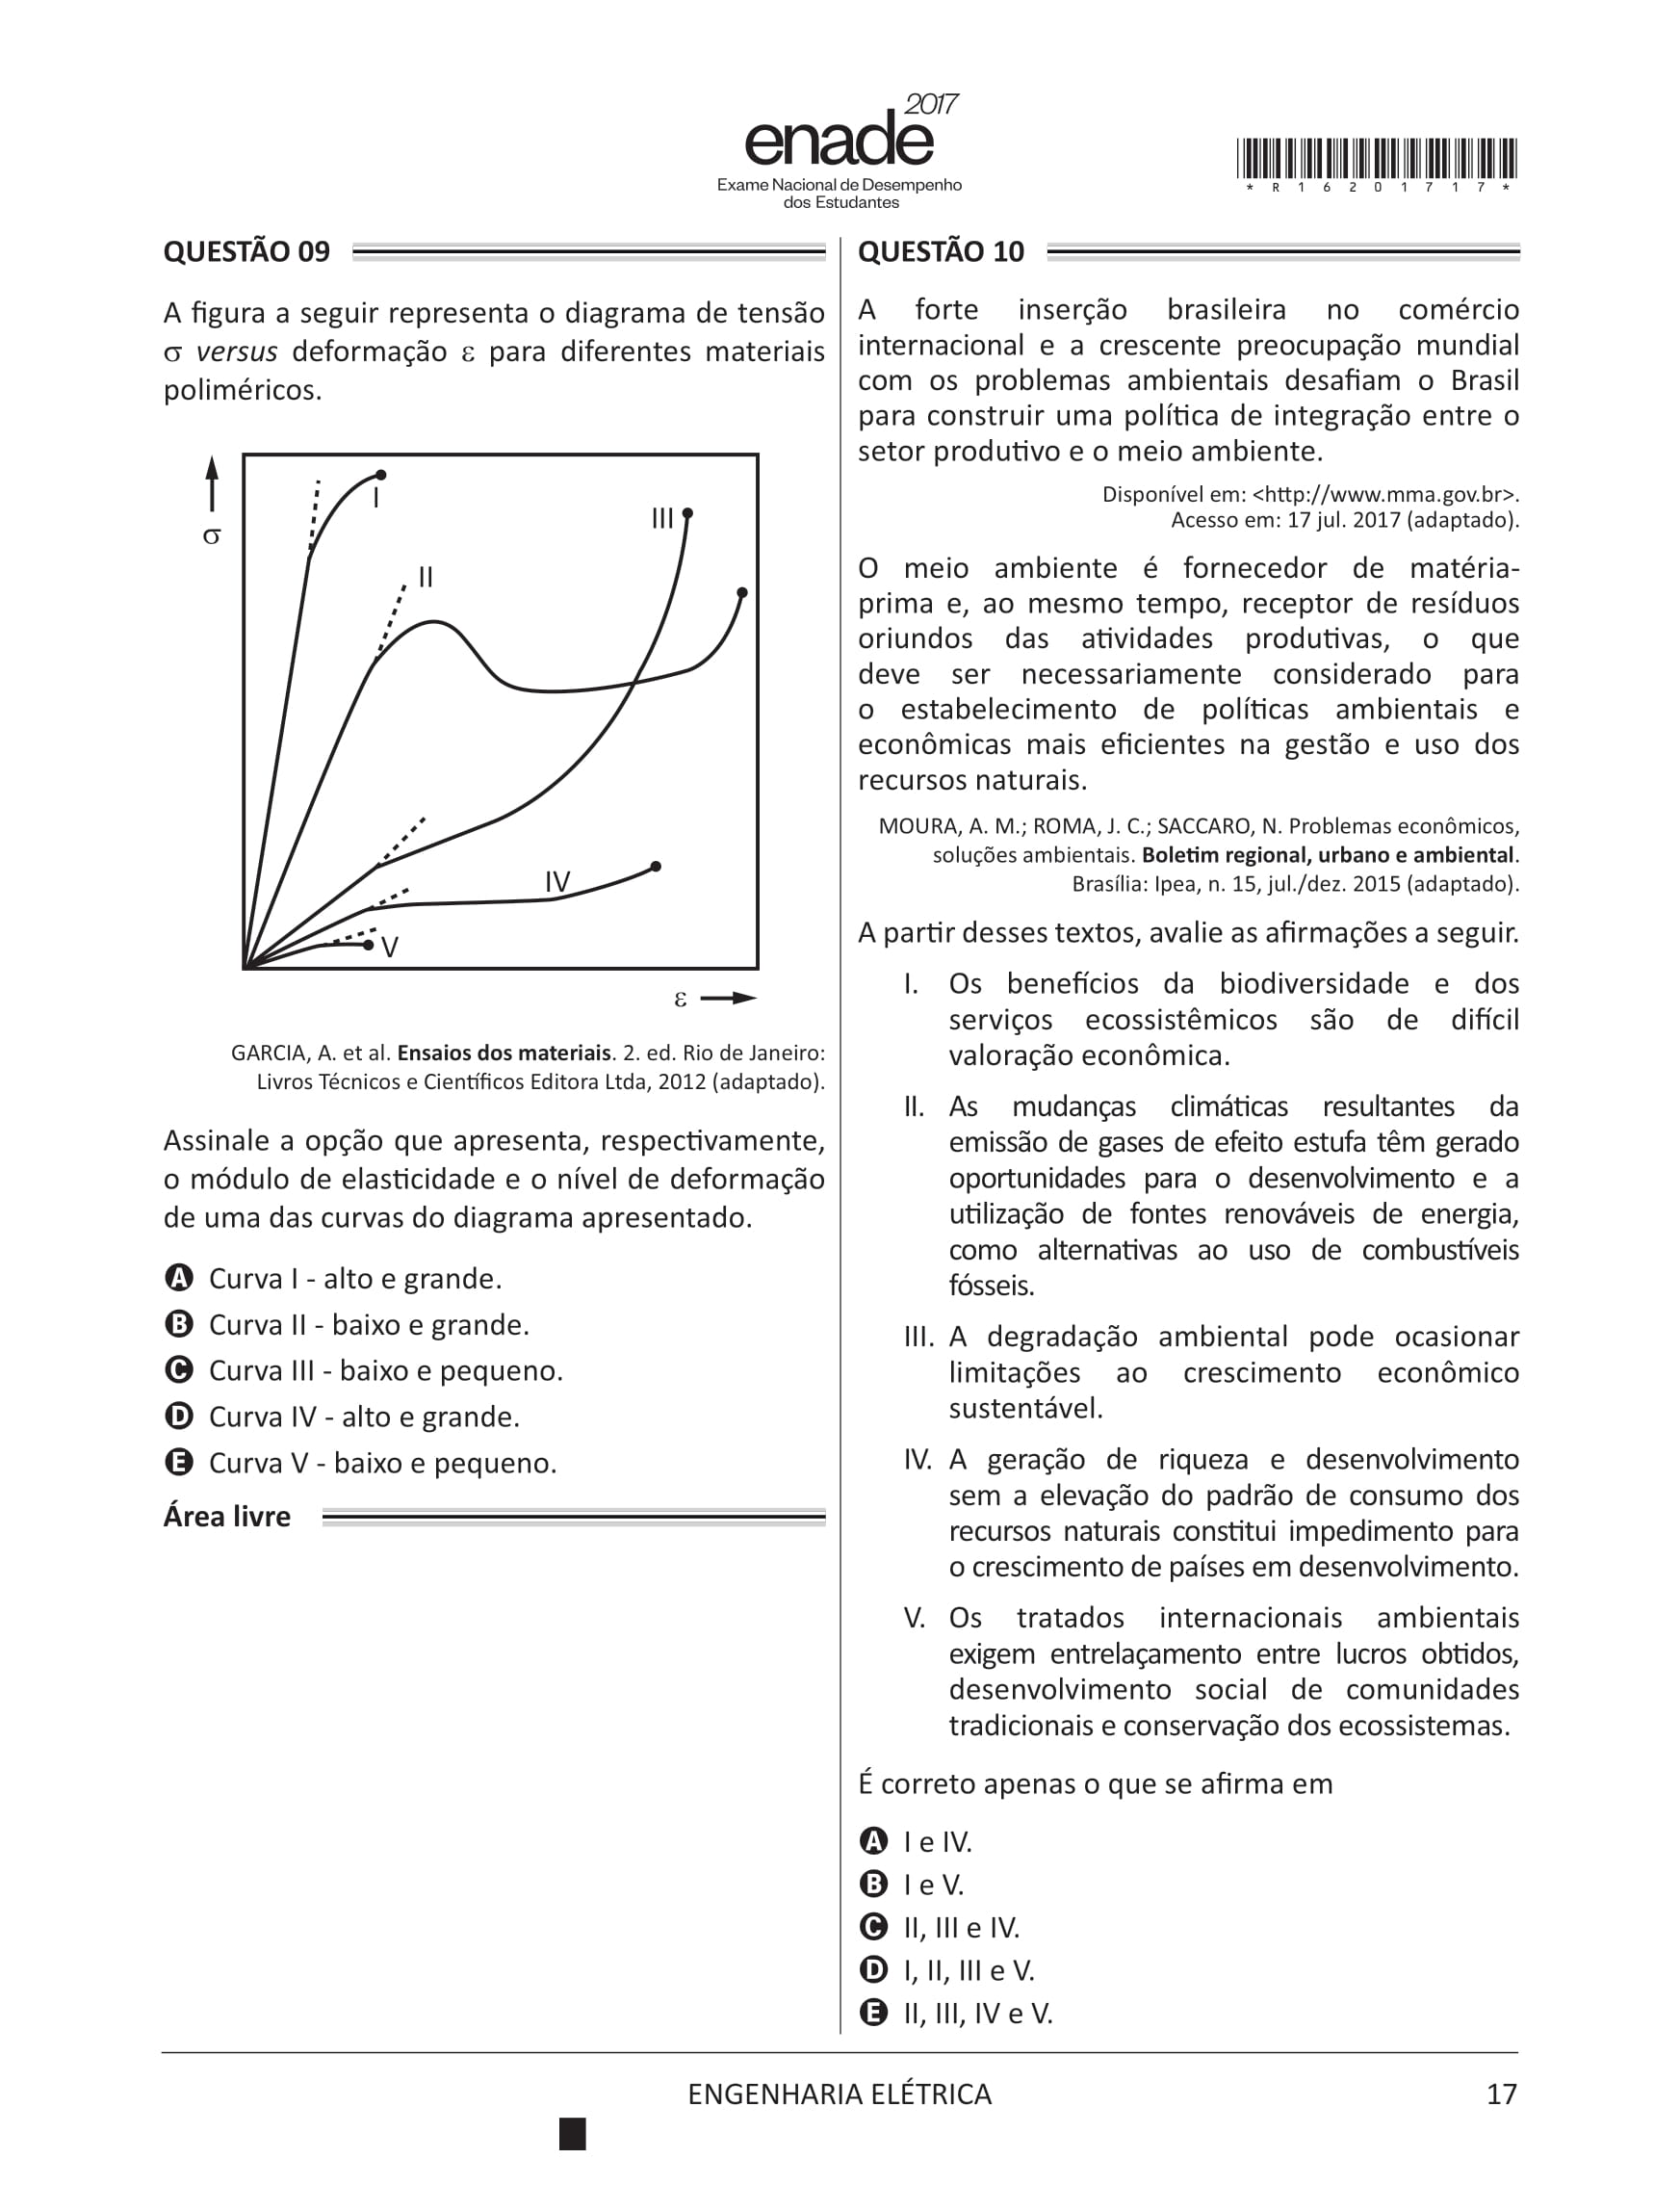 2017
enade
Exame Nacional de Desempenho
dos Estudantes
* R 1 6 2 0 1 7 1 7 *
QUESTÃO 09
A figura a seguir representa o diagrama de tensão
σ versus deformação ε para diferentes materiais
poliméricos.
I
II
III
IV
V
σ
ε
GARCIA, A. et al. Ensaios dos materiais. 2. ed. Rio de Janeiro:
Livros Técnicos e Científicos Editora Ltda, 2012 (adaptado).
Assinale a opção que apresenta, respectivamente,
o módulo de elasticidade e o nível de deformação
de uma das curvas do diagrama apresentado.
A Curva I - alto e grande.
B Curva II - baixo e grande.
C Curva III - baixo e pequeno.
D Curva IV - alto e grande.
E Curva V - baixo e pequeno.
Área livre
QUESTÃO 10
A forte inserção brasileira no comércio
internacional e a crescente preocupação mundial
com os problemas ambientais desafiam o Brasil
para construir uma política de integração entre o
setor produtivo e o meio ambiente.
Disponível em: <http://www.mma.gov.br>.
Acesso em: 17 jul. 2017 (adaptado).
O meio ambiente é fornecedor de matéria-
prima e, ao mesmo tempo, receptor de resíduos
oriundos das atividades produtivas, o que
deve ser necessariamente considerado para
o estabelecimento de políticas ambientais e
econômicas mais eficientes na gestão e uso dos
recursos naturais.
MOURA, A. M.; ROMA, J. C.; SACCARO, N. Problemas econômicos,
soluções ambientais. Boletim regional, urbano e ambiental.
Brasília: Ipea, n. 15, jul./dez. 2015 (adaptado).
A partir desses textos, avalie as afirmações a seguir.
I. Os benefícios da biodiversidade e dos
serviços ecossistêmicos são de difícil
valoração econômica.
II. As mudanças climáticas resultantes da
emissão de gases de efeito estufa têm gerado
oportunidades para o desenvolvimento e a
utilização de fontes renováveis de energia,
como alternativas ao uso de combustíveis
fósseis.
III. A degradação ambiental pode ocasionar
limitações ao crescimento econômico
sustentável.
IV. A geração de riqueza e desenvolvimento
sem a elevação do padrão de consumo dos
recursos naturais constitui impedimento para
o crescimento de países em desenvolvimento.
V. Os tratados internacionais ambientais
exigem entrelaçamento entre lucros obtidos,
desenvolvimento social de comunidades
tradicionais e conservação dos ecossistemas.
É correto apenas o que se afirma em
A I e IV.
B I e V.
C II, III e IV.
D I, II, III e V.
E II, III, IV e V.
ENGENHARIA ELÉTRICA
17